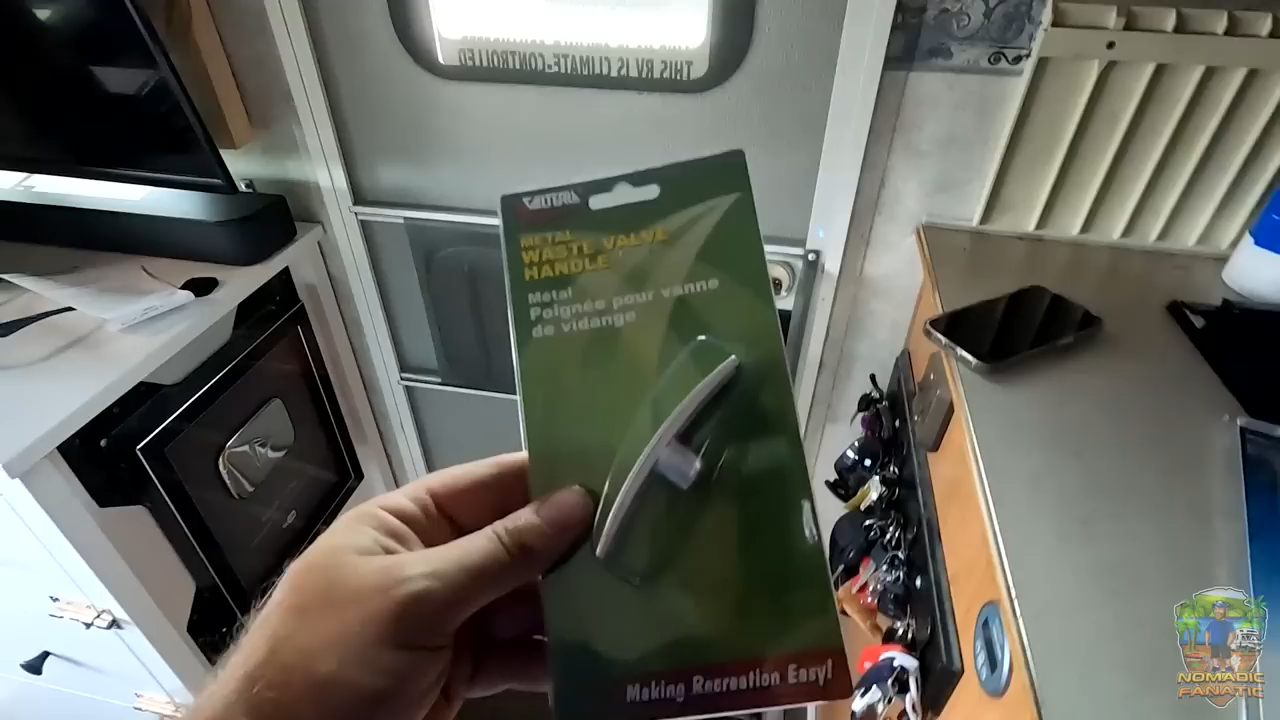 THIS RV IS CLIMATE-CONTROLLED
VALTERRA
METAL
WASTE VALVE
HANDLE
Métal
Poignée pour vanne
de vidange
Making Recreation Easy!
NOMADIC
FANATIC